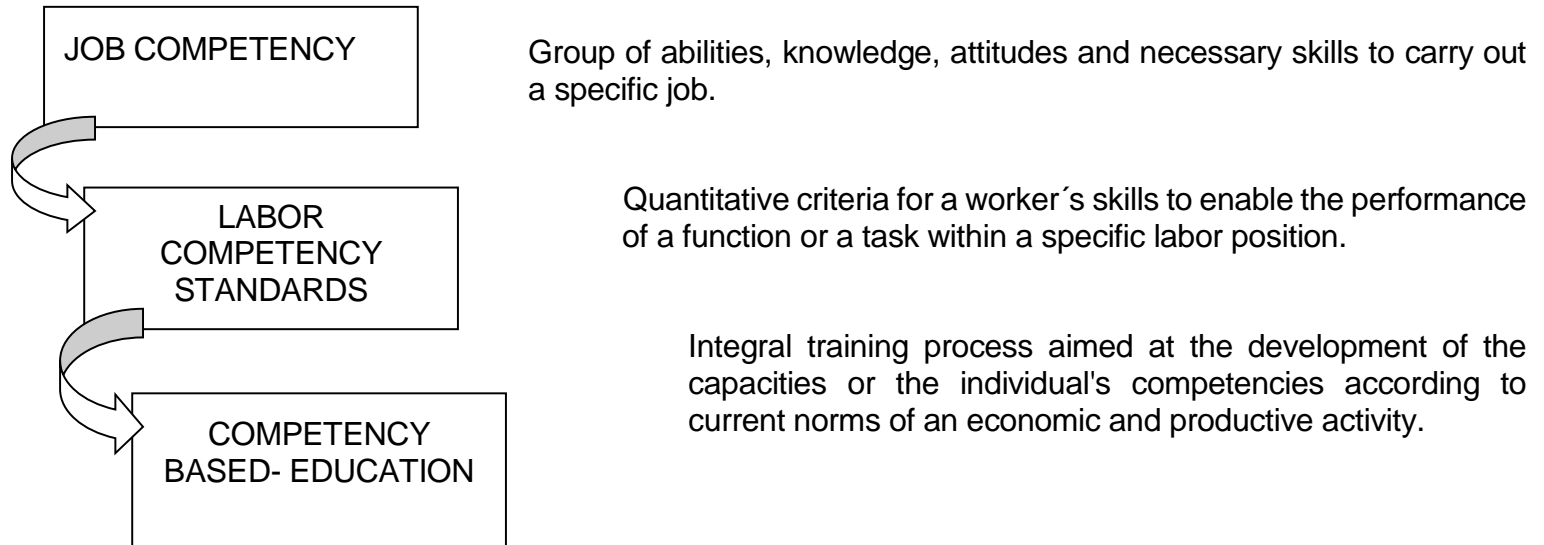 JOB COMPETENCY
Group of abilities, knowledge, attitudes and necessary skills to carry out
a specific job.
LABOR
COMPETENCY
STANDARDS
Quantitative criteria for a worker´s skills to enable the performance
of a function or a task within a specific labor position.
COMPETENCY
BASED- EDUCATION
Integral training process aimed at the development of the
capacities or the individual's competencies according to
current norms of an economic and productive activity.